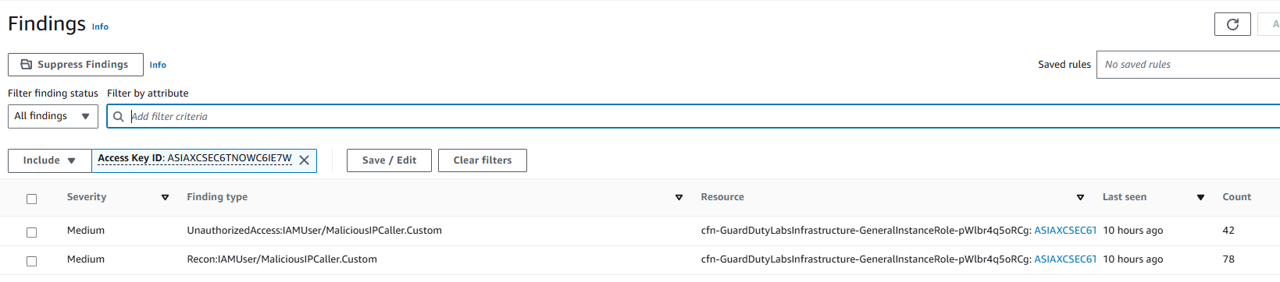 Findings Info
Suppress Findings Info Saved rules No saved rules
Filter finding status Filter by attribute
All findings Add filter criteria
Include Access Key ID: ASIAXCSEC6TNOWC6IE7W Save / Edit Clear filters
Severity Finding type Resource Last seen Count
Medium UnauthorizedAccess:IAMUser/MaliciousIPCaller.Custom cfn-GuardDutyLabsInfrastructure-GeneralInstanceRole-pWlbr4q5oRCg: ASIAXCSEC6T 10 hours ago 42
Medium Recon:IAMUser/MaliciousIPCaller.Custom cfn-GuardDutyLabsInfrastructure-GeneralInstanceRole-pWlbr4q5oRCg: ASIAXCSEC6T 10 hours ago 78